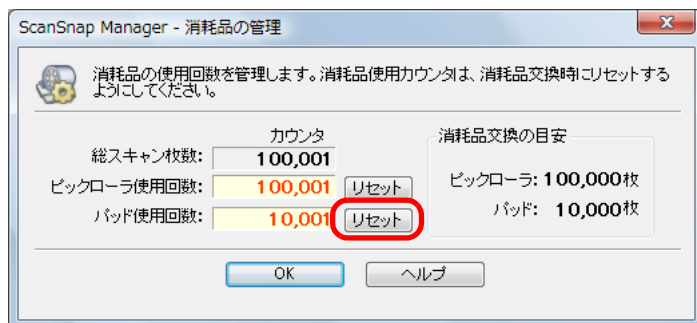 ScanSnap Manager - 消耗品の管理
消耗品の使用回数を管理します。消耗品使用カウンタは、消耗品交換時にリセットする
ようにしてください。
カウンタ
総スキャン枚数: 100,001
ピックローラ使用回数: 100,001 リセット
パッド使用回数: 10,001 リセット
消耗品交換の目安
ピックローラ: 100,000枚
パッド: 10,000枚
OK ヘルプ